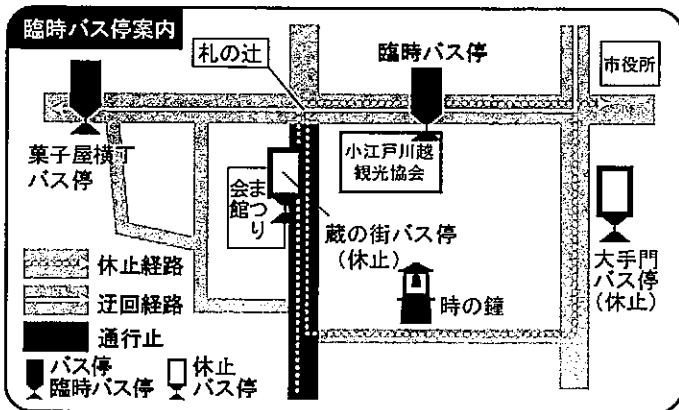 臨時バス停案内
札の辻
臨時バス停
市役所
菓子屋横丁
バス停
小江戸川越
観光協会
まつり
会館
蔵の街バス停
(休止)
大手門
バス停
(休止)
時の鐘
休止経路
迂回経路
通行止
バス停
臨時バス停
休止
バス停